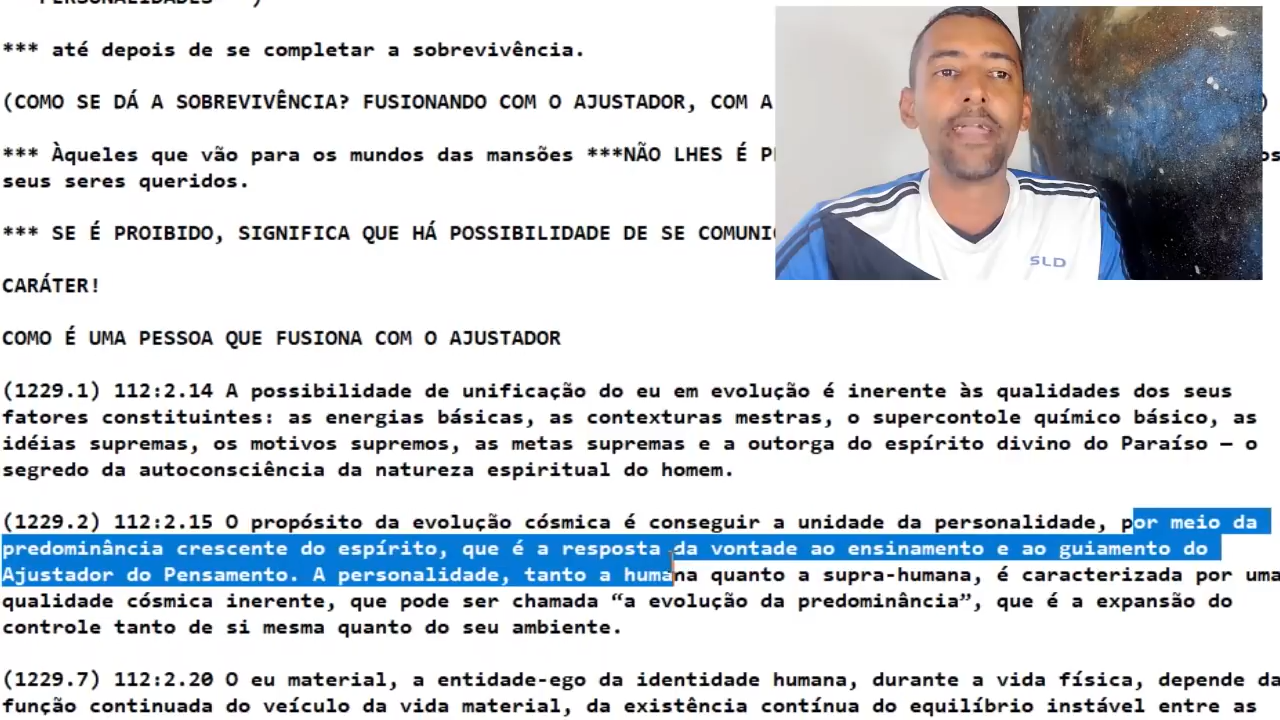 *** até depois de se completar a sobrevivência.
(COMO SE DÁ A SOBREVIVÊNCIA? FUSIONANDO COM O AJUSTADOR, COM A
*** Àqueles que vão para os mundos das mansões ***NÃO LHES É
seus seres queridos.
*** SE É PROIBIDO, SIGNIFICA QUE HÁ POSSIBILIDADE DE SE
CARÁTER!
COMO É UMA PESSOA QUE FUSIONA COM O AJUSTADOR
(1229.1) 112:2.14 A possibilidade de unificação do eu em evolução é inerente às qualidades dos seus
fatores constituintes: as energias básicas, as contexturas mestras, o supercontole químico básico, as
idéias supremas, os motivos supremos, as metas supremas e a outorga do espírito divino do Paraíso – o
segredo da autoconsciência da natureza espiritual do homem.
(1229.2) 112:2.15 O propósito da evolução cósmica é conseguir a unidade da personalidade, por meio da
predominância crescente do espírito, que é a resposta da vontade ao ensinamento e ao guiamento do
Ajustador do Pensamento. A personalidade, tanto a humana quanto a supra-humana, é caracterizada por uma
qualidade cósmica inerente, que pode ser chamada “a evolução da predominância”, que é a expansão do
controle tanto de si mesma quanto do seu ambiente.
(1229.7) 112:2.20 O eu material, a entidade-ego da identidade humana, durante a vida física, depende da
função continuada do veículo da vida material, da existência contínua do equilíbrio instável entre as
SLD